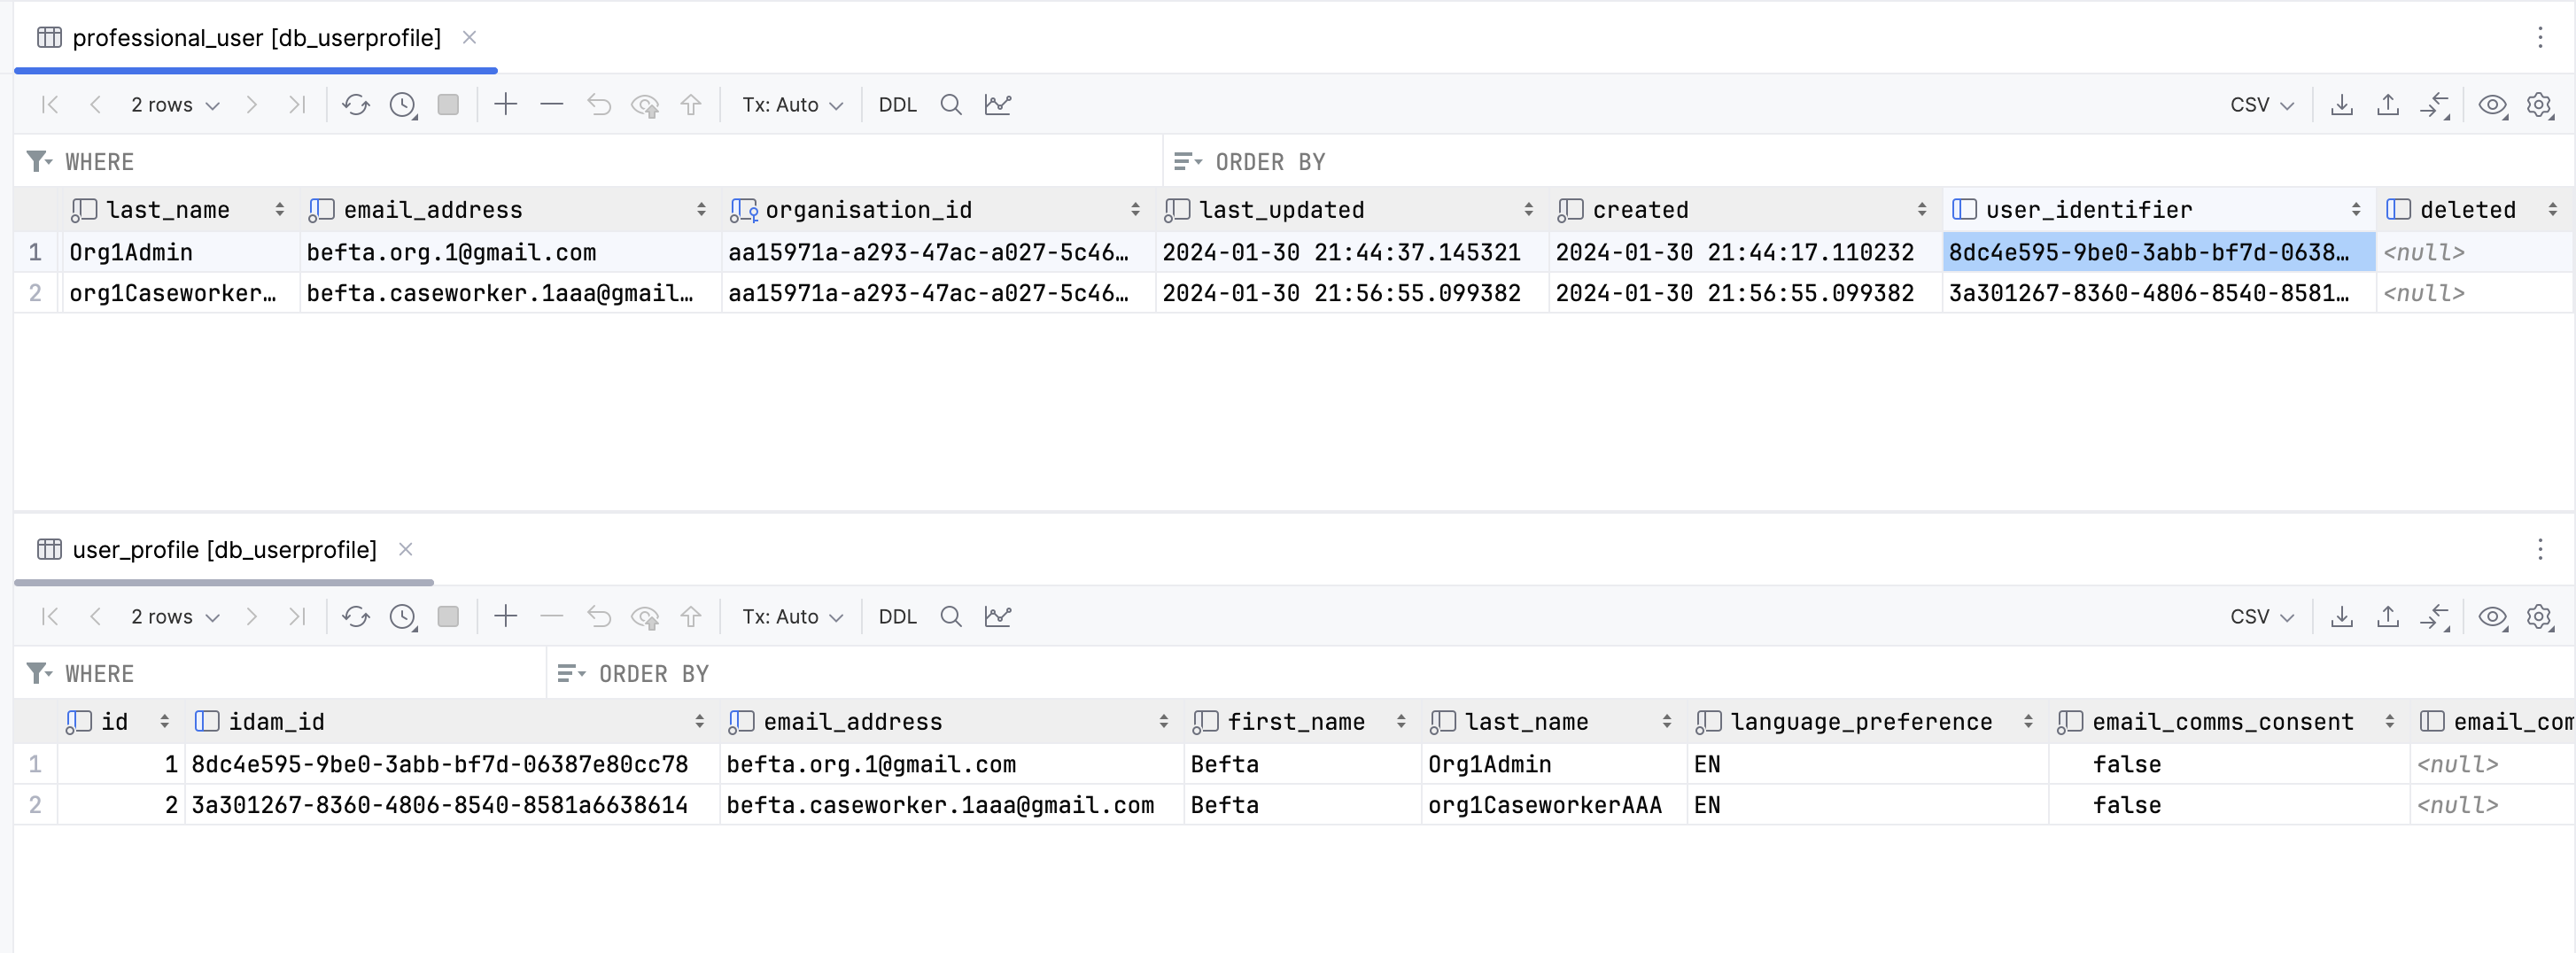 professional_user [db_userprofile]
2 rows Tx: Auto DDL CSV
WHERE ORDER BY
last_name email_address organisation_id last_updated created user_identifier deleted
1 Org1Admin befta.org.1@gmail.com aa15971a-a293-47ac-a027-5c46… 2024-01-30 21:44:37.145321 2024-01-30 21:44:17.110232 8dc4e595-9be0-3abb-bf7d-0638… <null>
2 org1Caseworker… befta.caseworker.1aaa@gmail… aa15971a-a293-47ac-a027-5c46… 2024-01-30 21:56:55.099382 2024-01-30 21:56:55.099382 3a301267-8360-4806-8540-8581… <null>
user_profile [db_userprofile]
2 rows Tx: Auto DDL CSV
WHERE ORDER BY
id idam_id email_address first_name last_name language_preference email_comms_consent email_com
1 1 8dc4e595-9be0-3abb-bf7d-06387e80cc78 befta.org.1@gmail.com Befta Org1Admin EN false <null>
2 2 3a301267-8360-4806-8540-8581a6638614 befta.caseworker.1aaa@gmail.com Befta org1CaseworkerAAA EN false <null>